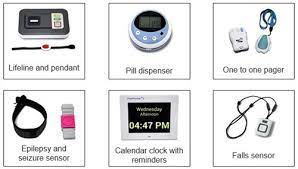 Lifeline and pendant
Pill dispenser
One to one pager
Wednesday
Afternoon
04:47 PM
Epilepsy and
seizure sensor
Calendar clock with
reminders
Falls sensor